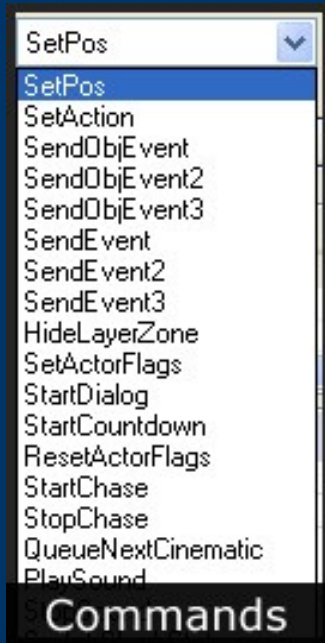 SetPos
SetPos
SetAction
SendObjEvent
SendObjEvent2
SendObjEvent3
SendEvent
SendEvent2
SendEvent3
HideLayerZone
SetActorFlags
StartDialog
StartCountdown
ResetActorFlags
StartChase
StopChase
QueueNextCinematic
PlaySound
Commands